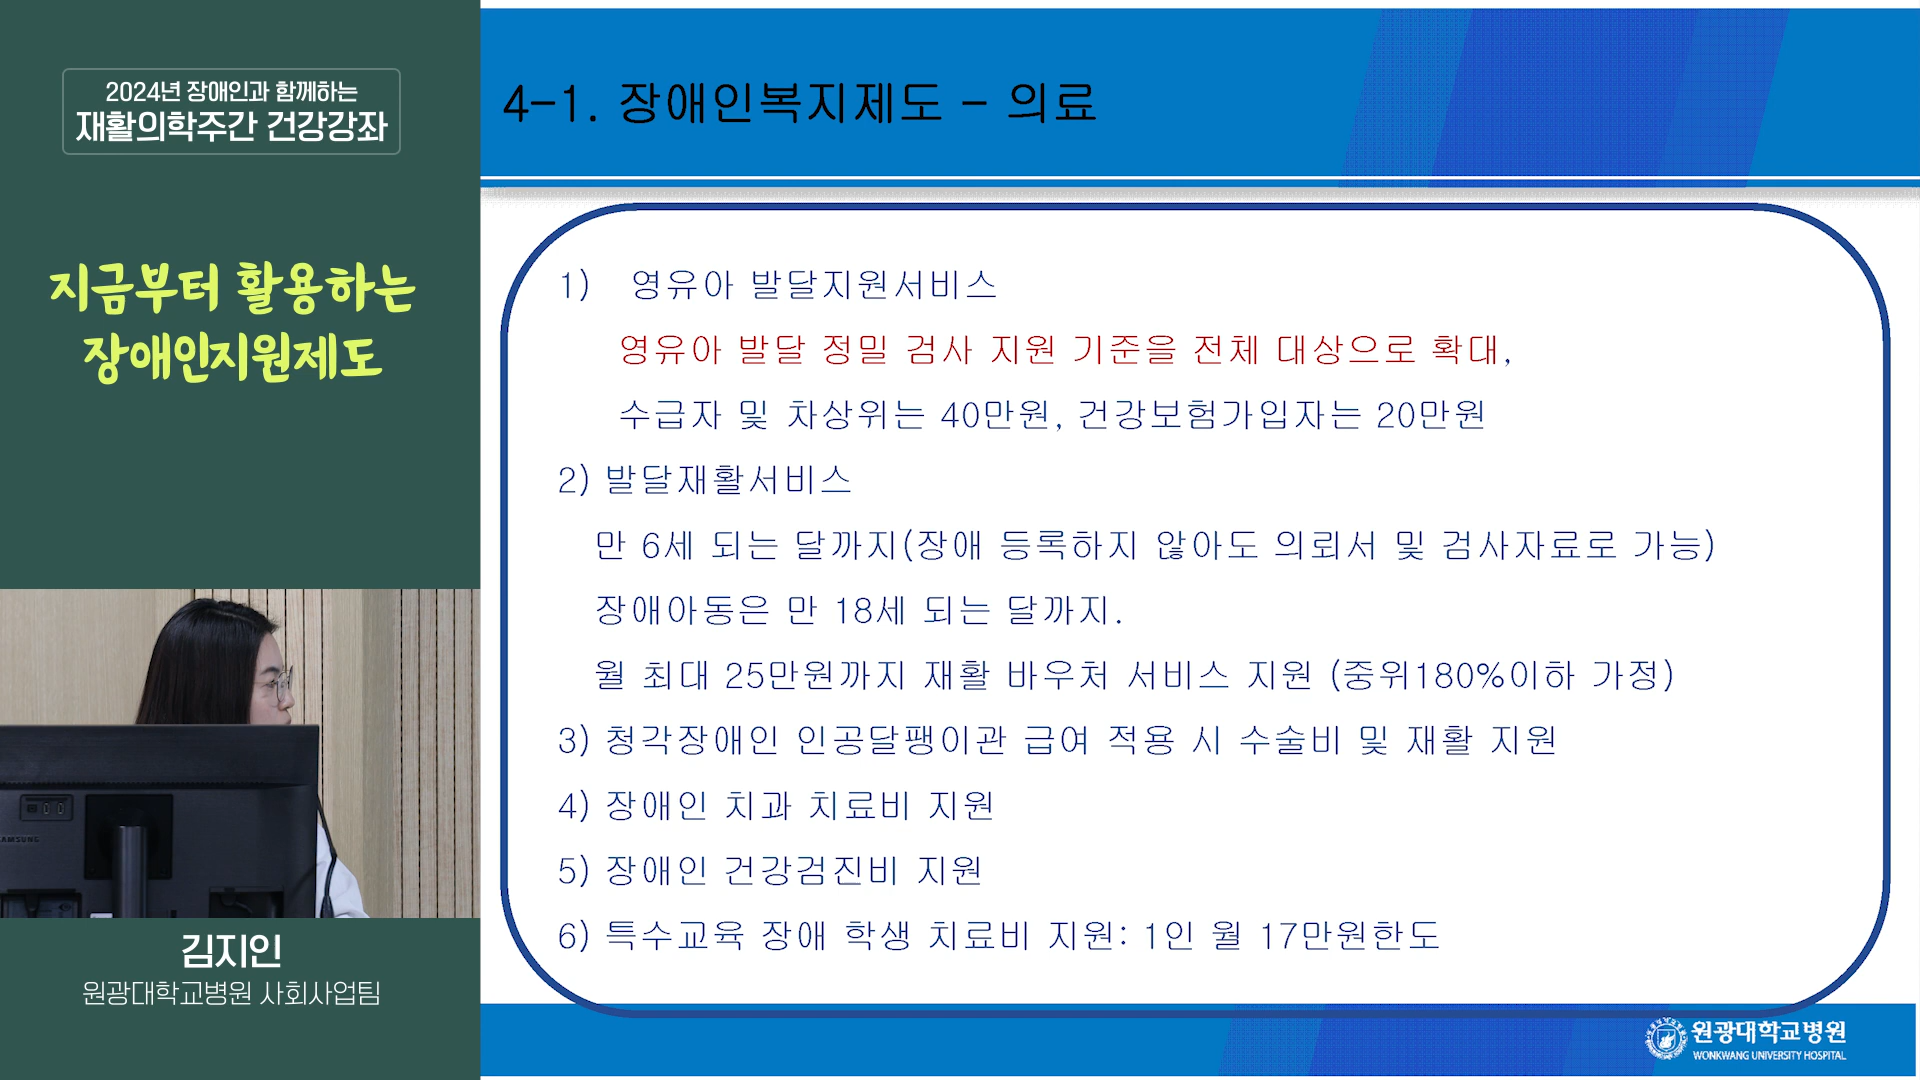 2024년 장애인과 함께하는
재활의학주간 건강강좌
지금부터 활용하는
장애인지원제도
SAMSUNG
김지인
원광대학교병원 사회사업팀
4-1. 장애인복지제도 - 의료
1) 영유아 발달지원서비스
영유아 발달 정밀 검사 지원 기준을 전체 대상으로 확대,
수급자 및 차상위는 40만원, 건강보험가입자는 20만원
2) 발달재활서비스
만 6세 되는 달까지(장애 등록하지 않아도 의뢰서 및 검사자료로 가능)
장애아동은 만 18세 되는 달까지.
월 최대 25만원까지 재활 바우처 서비스 지원 (중위180%이하 가정)
3) 청각장애인 인공달팽이관 급여 적용 시 수술비 및 재활 지원
4) 장애인 치과 치료비 지원
5) 장애인 건강검진비 지원
6) 특수교육 장애 학생 치료비 지원: 1인 월 17만원한도
원광대학교병원
WONKWANG UNIVERSITY HOSPITAL